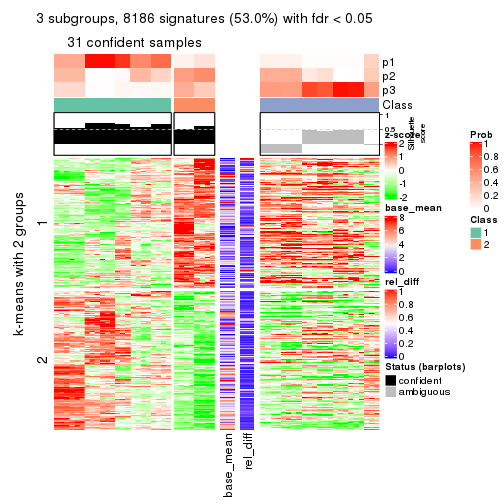 3 subgroups, 8186 signatures (53.0%) with fdr < 0.05
31 confident samples
p1
p2
p3
Class
1
0.5
0
Silhouette
score
z-score
2
1
0
-1
-2
base_mean
8
6
4
2
0
rel_diff
1
0.8
0.6
0.4
0.2
0
Status (barplots)
confident
ambiguous
Prob
1
0.8
0.6
0.4
0.2
0
Class
1
2
k-means with 2 groups
1
2
base_mean
rel_diff